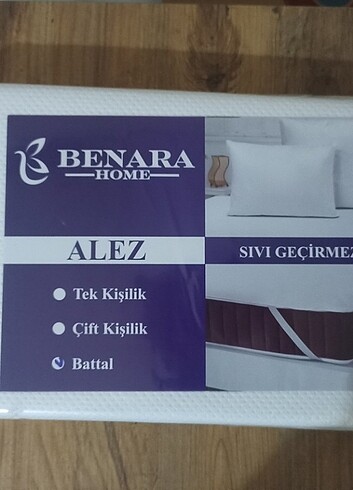 BENARA
HOME
ALEZ
SIVI GEÇİRMEZ
Tek Kişilik
Çift Kişilik
Battal